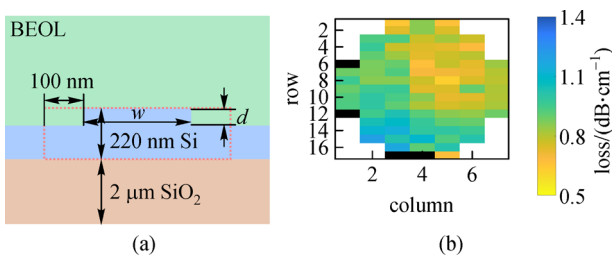 (a)
BEOL
100 nm
w
d
220 nm Si
2 μm SiO2
(b)
row
2
4
6
8
10
12
14
16
2
4
6
column
1.4
1.1
0.8
0.5
loss/(dB·cm⁻¹)